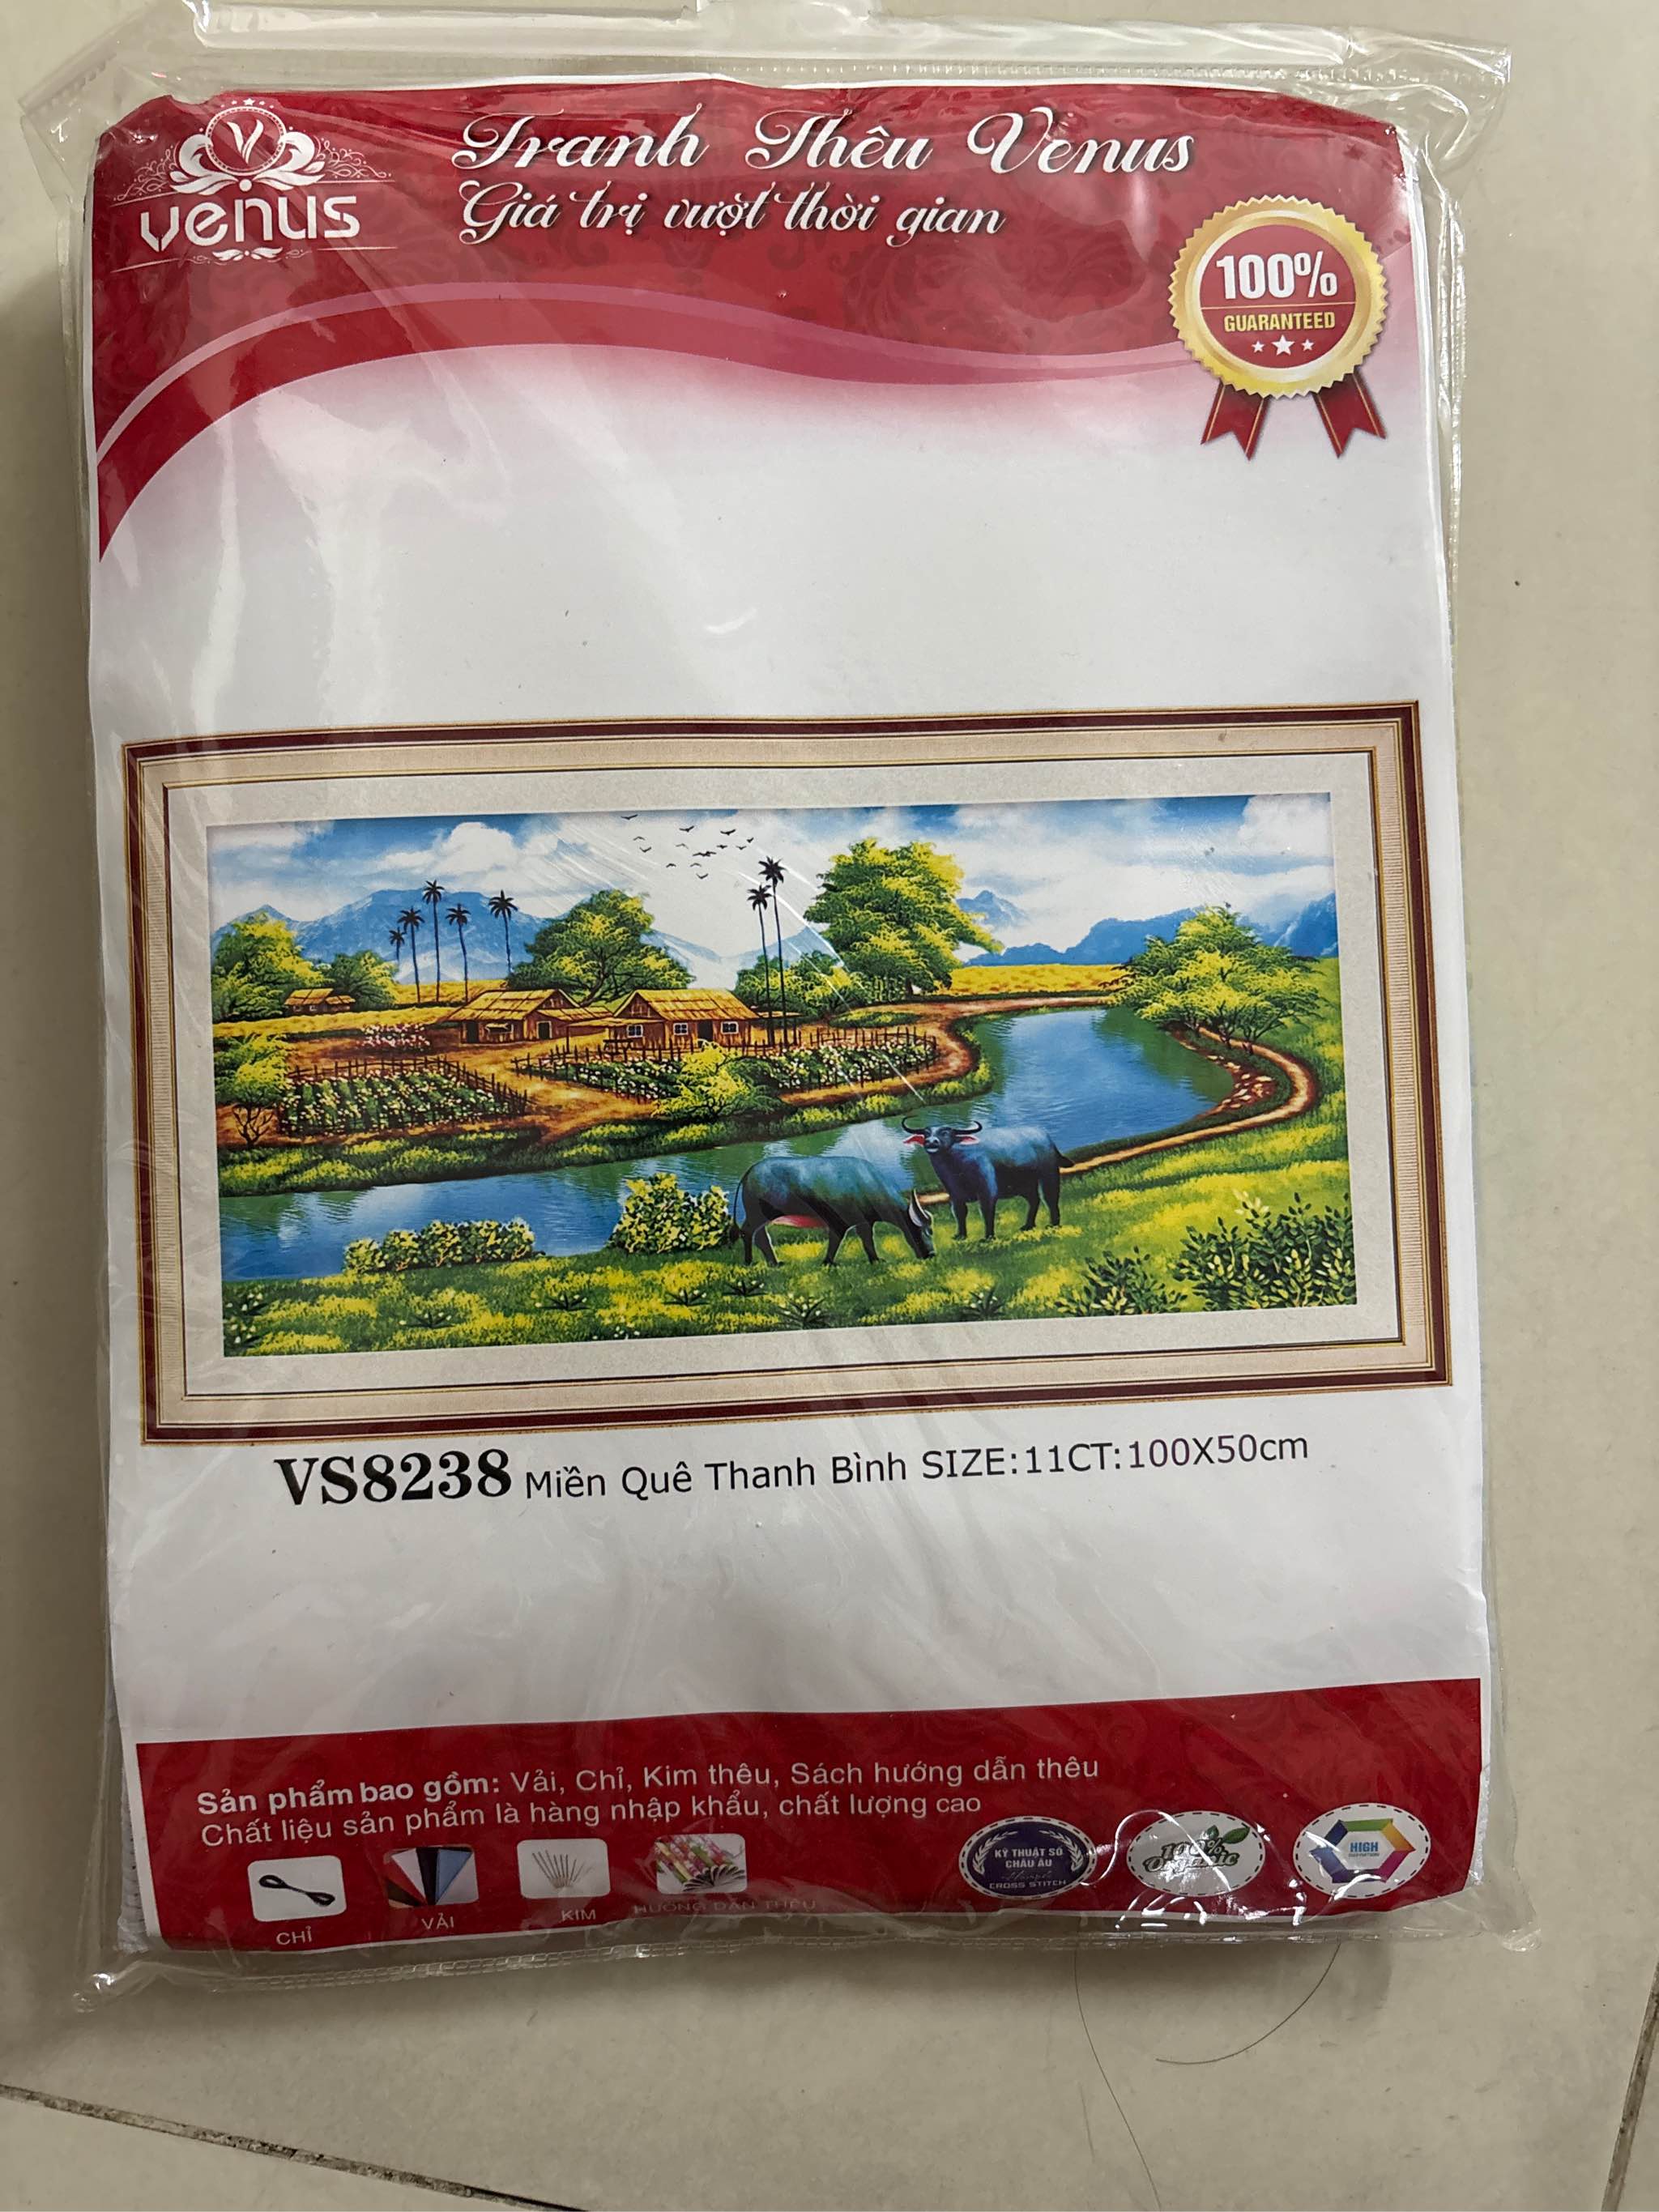 V
venus
Tranh Thêu Venus
Giá trị vượt thời gian
100%
GUARANTEED
VS8238 Miền Quê Thanh Bình SIZE:11CT:100X50cm
Sản phẩm bao gồm: Vải, Chỉ, Kim thêu, Sách hướng dẫn thêu
Chất liệu sản phẩm là hàng nhập khẩu, chất lượng cao
CHỈ
VẢI
KIM
HƯỚNG DẪN THÊU
KỸ THUẬT SỐ
CHÂU ÂU
CROSS STITCH
100%
Organic
HIGH